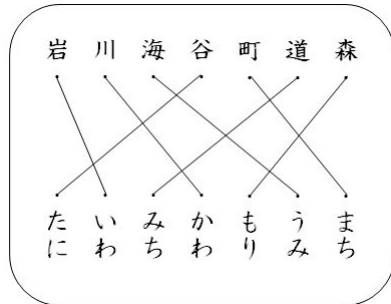 岩 川 海 谷 町 道 森
たに いわ みち かわ もり うみ まち